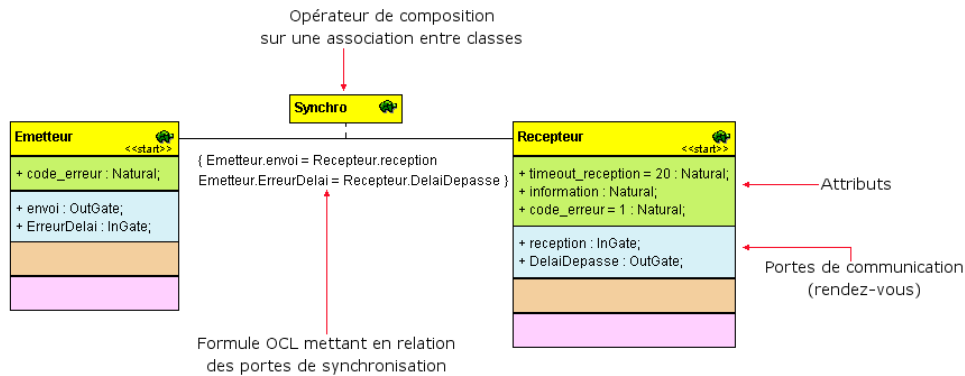 Opérateur de composition
sur une association entre classes
Synchro
Emetteur
<<start>>
+ code_erreur : Natural;
+ envoi : OutGate;
+ ErreurDelai : InGate;
{ Emetteur.envoi = Recepteur.reception
Emetteur.ErreurDelai = Recepteur.DelaiDepasse }
Recepteur
<<start>>
+ timeout_reception = 20 : Natural;
+ information : Natural;
+ code_erreur = 1 : Natural;
+ reception : InGate;
+ DelaiDepasse : OutGate;
Attributs
Portes de communication
(rendez-vous)
Formule OCL mettant en relation
des portes de synchronisation